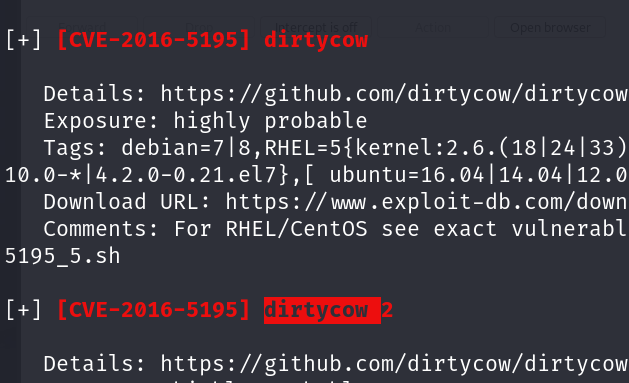 Intercept is off Action Open browser
[+] [CVE-2016-5195] dirtycow
Details: https://github.com/dirtycow/dirtycow
Exposure: highly probable
Tags: debian=7|8,RHEL=5{kernel:2.6.(18|24|33)
10.0-*|4.2.0-0.21.el7},[ ubuntu=16.04|14.04|12.0
Download URL: https://www.exploit-db.com/down
Comments: For RHEL/CentOS see exact vulnerabl
5195_5.sh
[+] [CVE-2016-5195] dirtycow 2
Details: https://github.com/dirtycow/dirtycow